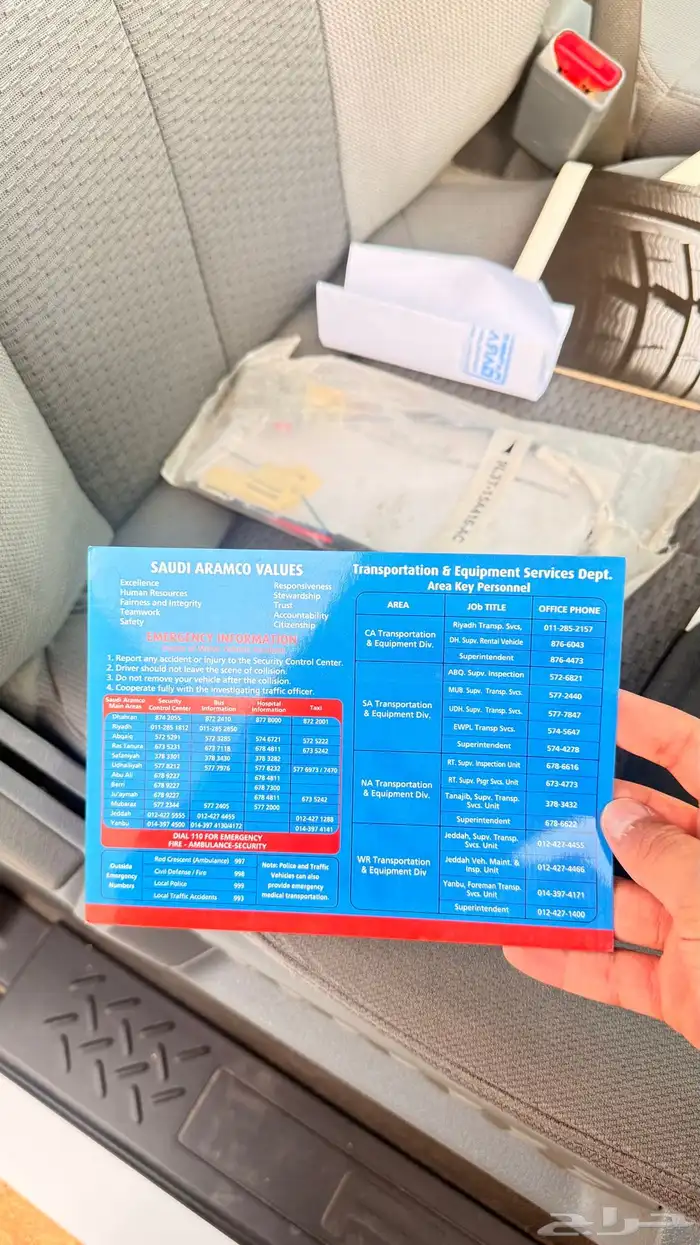 SAUDI ARAMCO VALUES
Excellence
Human Resources
Fairness and Integrity
Teamwork
Safety
Responsiveness
Stewardship
Trust
Accountability
Citizenship
EMERGENCY INFORMATION
1. Report any accident or injury to the Security Control Center.
2. Driver should not leave the scene of collision.
3. Do not remove your vehicle after the collision.
4. Cooperate fully with the investigating traffic officer.
Saudi Aramco Main Areas Security Control Center Bus Information Hospital Information Taxi
Dhahran 874 2055 872 2410 877 8000 872 2001
Riyadh 011-285 1812 011-285 2850
Abqaiq 572 5291 572 3285 574 6721 572 5222
Ras Tanura 673 5231 673 7118 678 4811 673 5242
Safaniyah 378 3301 378 3430 378 3282
Udhailiyah 577 8212 577 7976 577 8232 577 6973 / 7470
Abu Ali 678 9227 678 4811
Berri 678 9227 678 7300
Ju'aymah 678 9227 678 4811 673 5242
Mubaraz 577 2344 577 2405 577 2000
Jeddah 012-427 5955 012-427 4455 012-427 1288
Yanbu 014-397 4500 014-397 4130/4172 014-397 4141
DIAL 110 FOR EMERGENCY
FIRE - AMBULANCE-SECURITY
Outside Emergency Numbers
Red Crescent (Ambulance) 997
Civil Defense / Fire 998
Local Police 999
Local Traffic Accidents 993
Note: Police and Traffic
Vehicles can also
provide emergency
medical transportation.
Transportation & Equipment Services Dept.
Area Key Personnel
AREA JOB TITLE OFFICE PHONE
CA Transportation & Equipment Div.
Riyadh Transp. Svcs, 011-285-2157
DH. Supv. Rental Vehicle 876-6043
Superintendent 876-4473
SA Transportation & Equipment Div.
ABQ. Supv. Inspection 572-6821
MUB. Supv. Transp. Svcs. 577-2440
UDH. Supv. Transp. Svcs. 577-7847
EWPL Transp Svcs. 574-5647
Superintendent 574-4278
NA Transportation & Equipment Div.
RT. Supv. Inspection Unit 678-6616
RT. Supv. Psgr Svcs. Unit 673-4773
Tanajib, Supv. Transp. Svcs. Unit 378-3432
Superintendent 678-6622
WR Transportation & Equipment Div
Jeddah, Supv. Transp. Svcs. Unit 012-427-4455
Jeddah Veh. Maint. & Insp. Unit 012-427-4466
Yanbu, Foreman Transp. Svcs. Unit 014-397-4171
Superintendent 012-427-1400
حراج